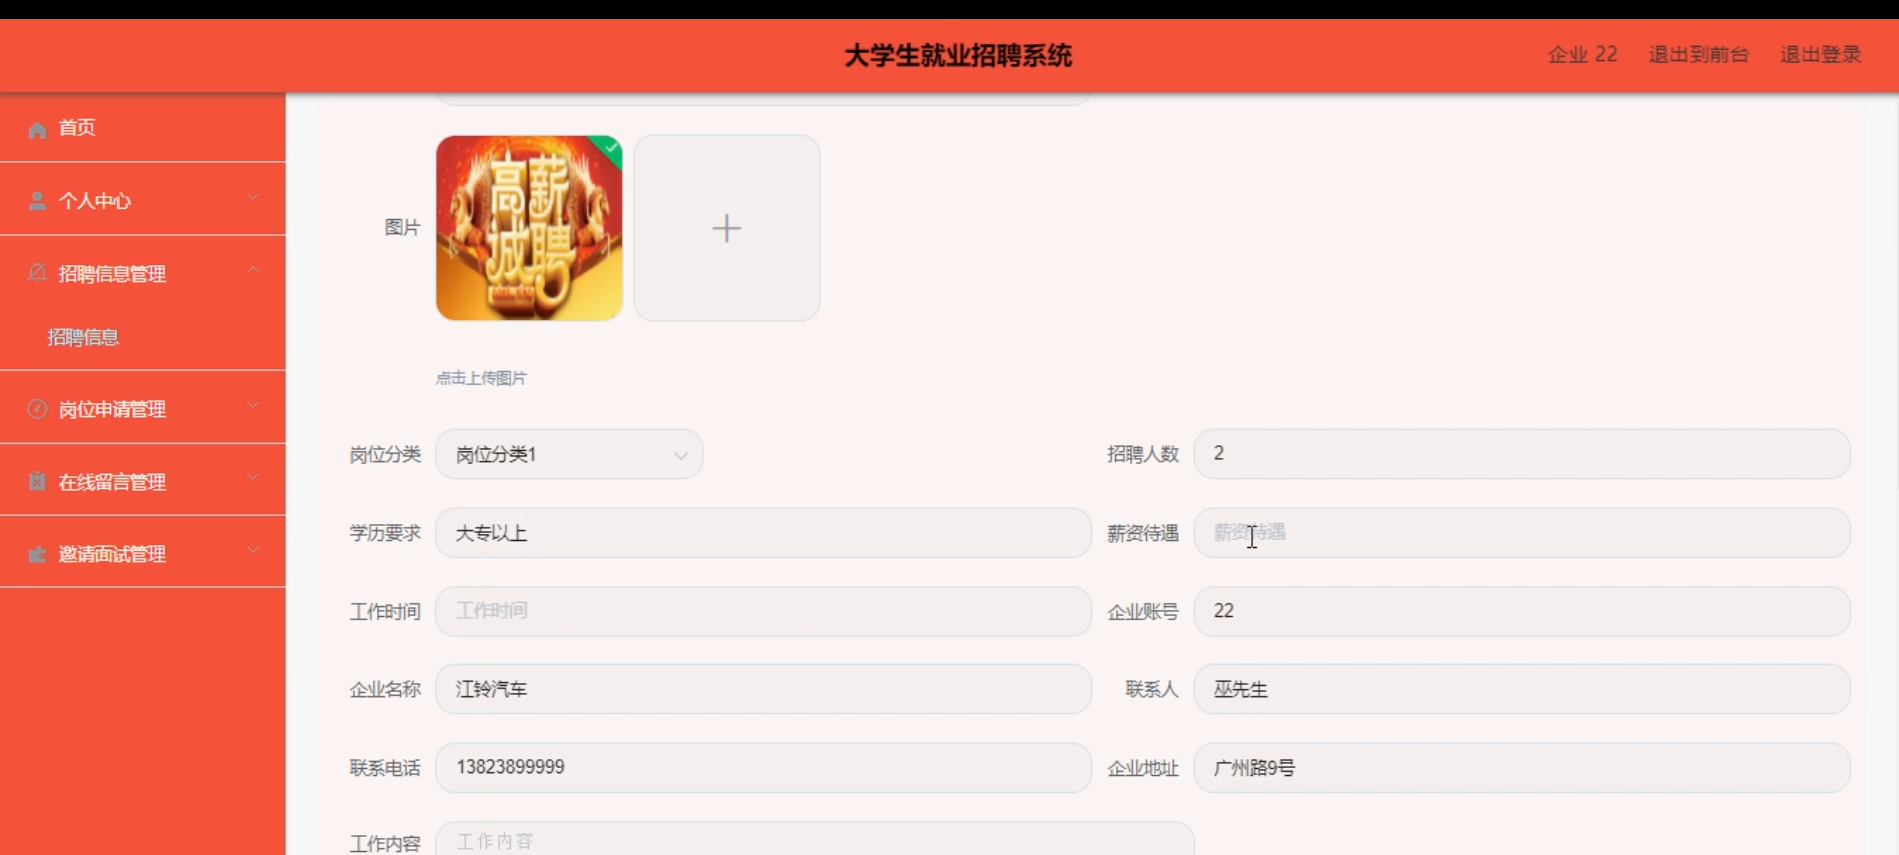 大学生就业招聘系统
企业 22 退出到前台 退出登录
首页
个人中心
招聘信息管理
招聘信息
岗位申请管理
在线留言管理
邀请面试管理
图片
高薪
诚聘
点击上传图片
岗位分类 岗位分类1 招聘人数 2
学历要求 大专以上 薪资待遇 薪资待遇
工作时间 工作时间 企业账号 22
企业名称 江铃汽车 联系人 巫先生
联系电话 13823899999 企业地址 广州路9号
工作内容 工作内容